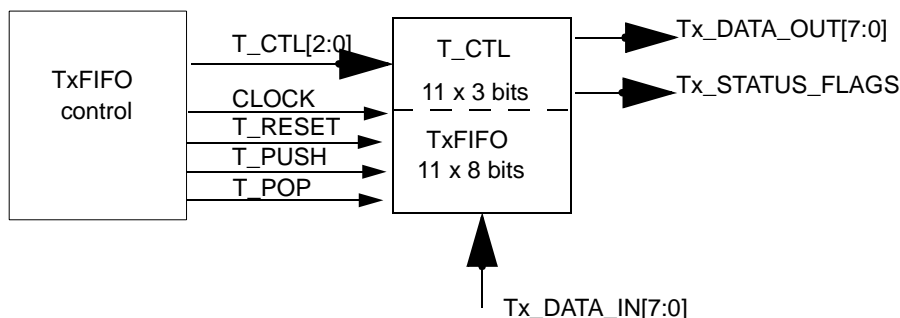 TxFIFO
control
T_CTL[2:0]
CLOCK
T_RESET
T_PUSH
T_POP
T_CTL
11 x 3 bits
TxFIFO
11 x 8 bits
Tx_DATA_OUT[7:0]
Tx_STATUS_FLAGS
Tx_DATA_IN[7:0]